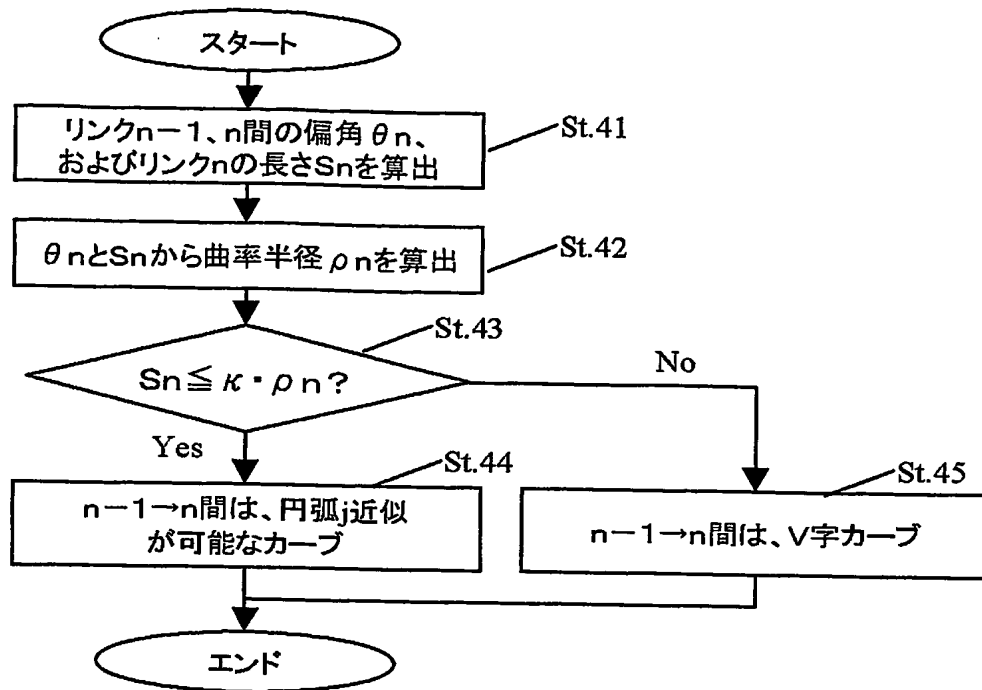 スタート
リンクn－1、n間の偏角θn、
およびリンクnの長さSnを算出
St.41
θnとSnから曲率半径ρnを算出
St.42
St.43
Sn≦κ・ρn？
No
Yes
St.44
n－1→n間は、円弧j近似
が可能なカーブ
St.45
n－1→n間は、V字カーブ
エンド